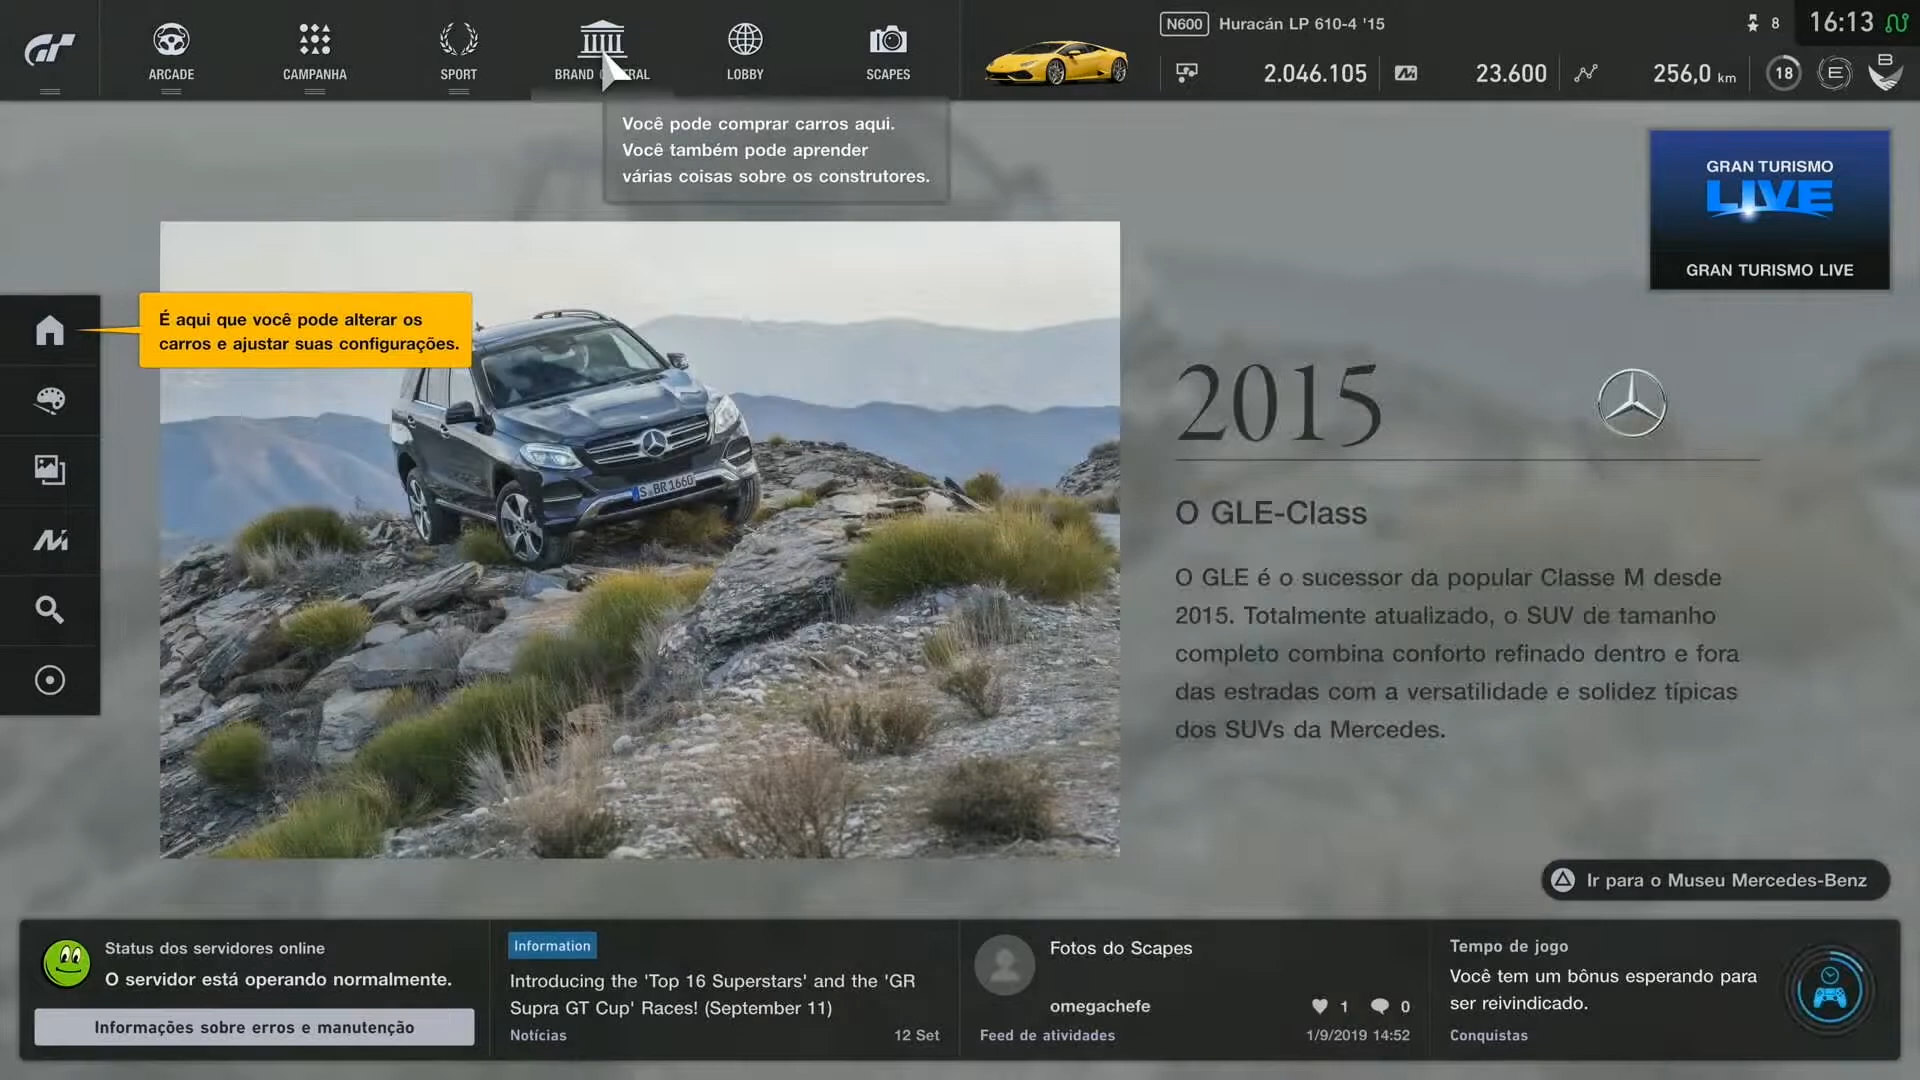 ARCADE
CAMPANHA
SPORT
BRAND
LOBBY
SCAPES
N600 Huracán LP 610-4 '15
8
16:13
2.046.105
23.600
256,0 km
18
E
B
Você pode comprar carros aqui.
Você também pode aprender
várias coisas sobre os construtores.
GRAN TURISMO
LIVE
GRAN TURISMO LIVE
É aqui que você pode alterar os
carros e ajustar suas configurações.
S BR 1660
2015
O GLE-Class
O GLE é o sucessor da popular Classe M desde
2015. Totalmente atualizado, o SUV de tamanho
completo combina conforto refinado dentro e fora
das estradas com a versatilidade e solidez típicas
dos SUVs da Mercedes.
Ir para o Museu Mercedes-Benz
Status dos servidores online
O servidor está operando normalmente.
Informações sobre erros e manutenção
Information
Introducing the 'Top 16 Superstars' and the 'GR
Supra GT Cup' Races! (September 11)
Notícias
12 Set
Fotos do Scapes
omegachefe
1 0
Feed de atividades
1/9/2019 14:52
Tempo de jogo
Você tem um bônus esperando para
ser reivindicado.
Conquistas